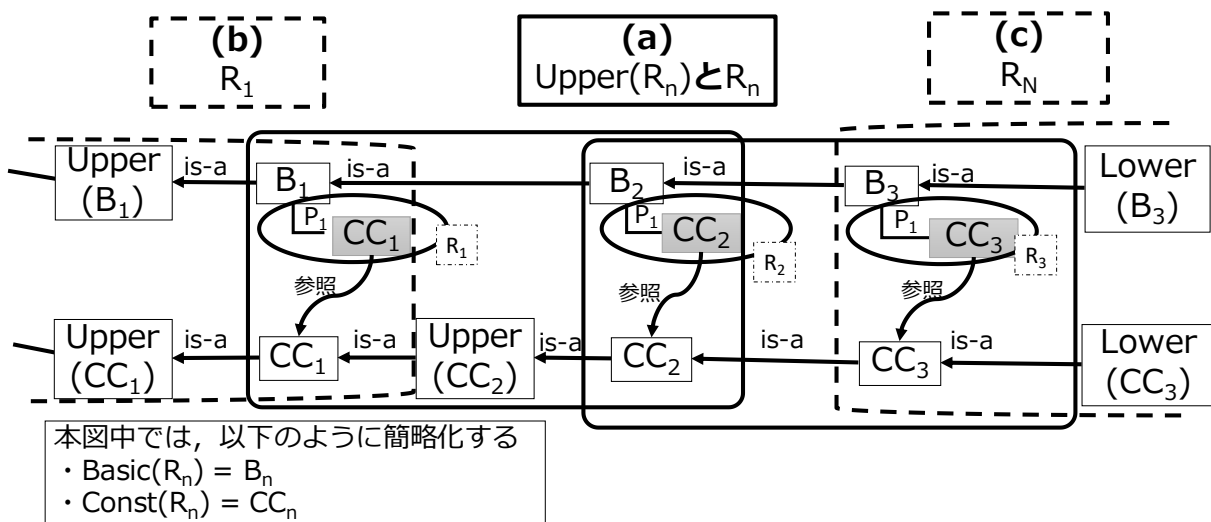 (b)
R1
(a)
Upper(Rn)とRn
(c)
RN
Upper
(B1)
is-a
B1
is-a
B2
is-a
B3
is-a
Lower
(B3)
P1
CC1
R1
P1
CC2
R2
P1
CC3
R3
参照
参照
参照
Upper
(CC1)
is-a
CC1
is-a
Upper
(CC2)
is-a
CC2
is-a
CC3
is-a
Lower
(CC3)
本図中では，以下のように簡略化する
・Basic(Rn) = Bn
・Const(Rn) = CCn